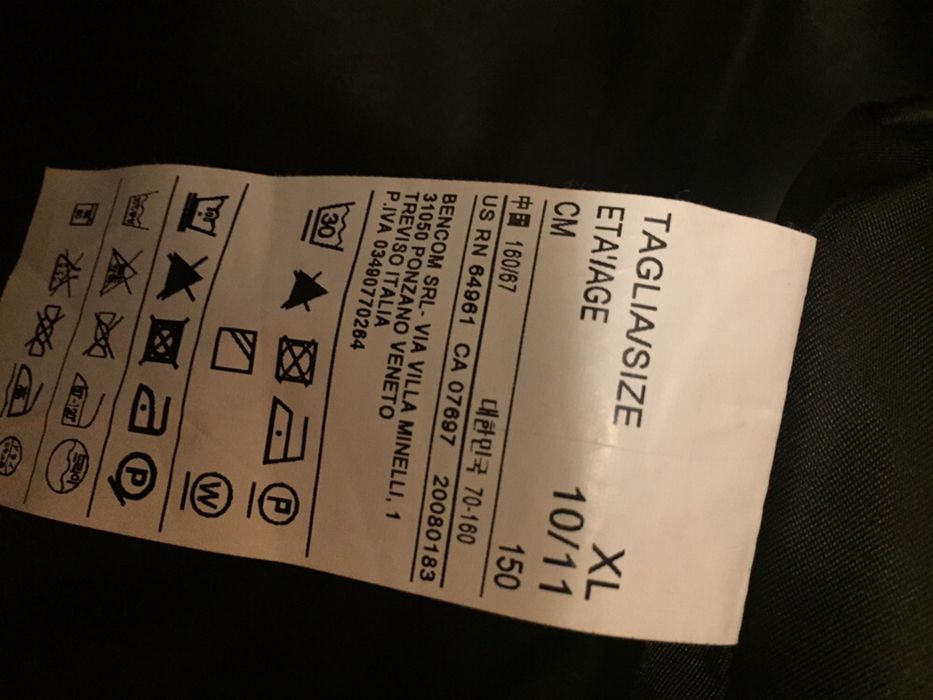 TAGLIA/SIZE XL
ETA'/AGE 10/11
CM 150
中国 160/67 대한민국 70-160
US RN 64961 CA 07697 20080183
BENCOM SRL- VIA VILLA MINELLI, 1
31050 PONZANO VENETO
TREVISO ITALIA
P.IVA 03490770264
30 P
W
P